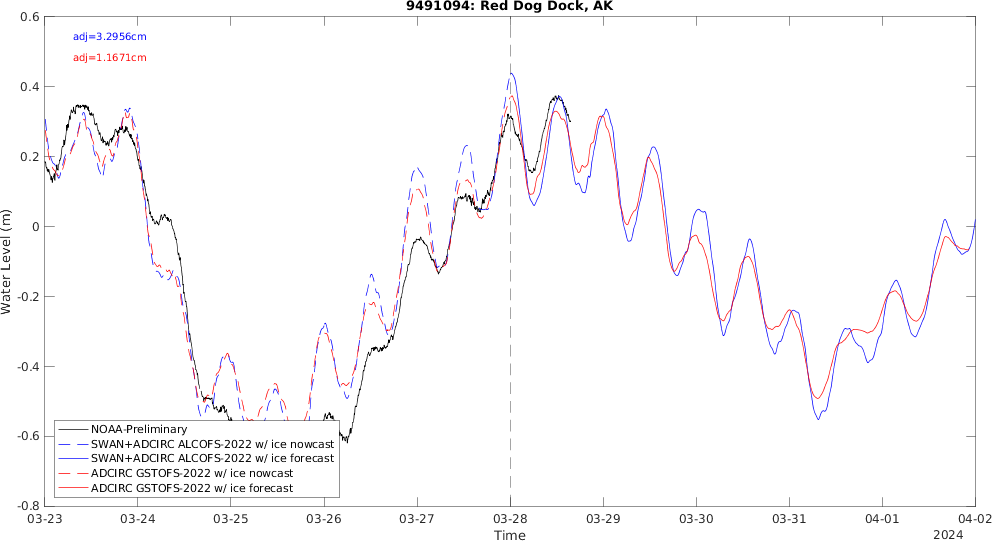 9491094: Red Dog Dock, AK
adj=3.2956cm
adj=1.1671cm
0.6
0.4
0.2
0
-0.2
-0.4
-0.6
-0.8
Water Level (m)
NOAA-Preliminary
SWAN+ADCIRC ALCOFS-2022 w/ ice nowcast
SWAN+ADCIRC ALCOFS-2022 w/ ice forecast
ADCIRC GSTOFS-2022 w/ ice nowcast
ADCIRC GSTOFS-2022 w/ ice forecast
03-23 03-24 03-25 03-26 03-27 03-28 03-29 03-30 03-31 04-01 04-02
Time
2024